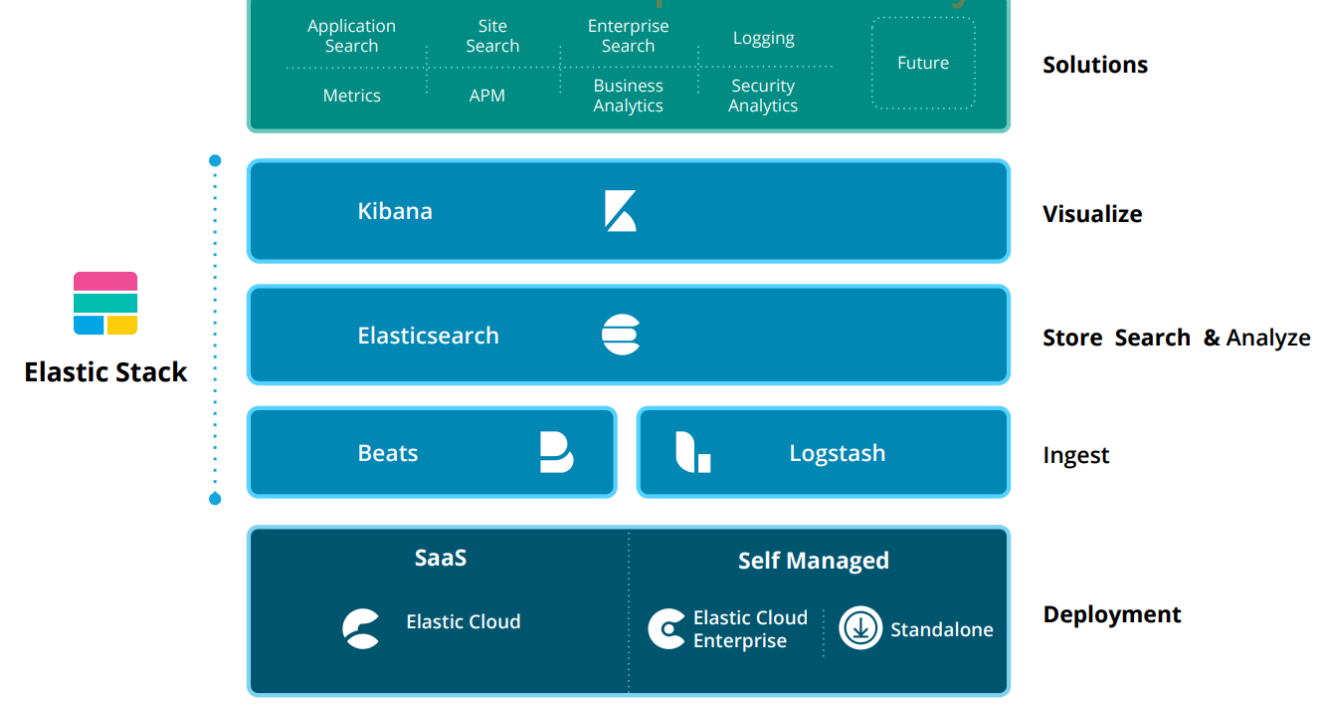 Application Search
Site Search
Enterprise Search
Logging
Future
Metrics
APM
Business Analytics
Security Analytics
Solutions
Kibana
Visualize
Elasticsearch
Store Search & Analyze
Elastic Stack
Beats
Logstash
Ingest
SaaS
Self Managed
Elastic Cloud
Elastic Cloud Enterprise
Standalone
Deployment